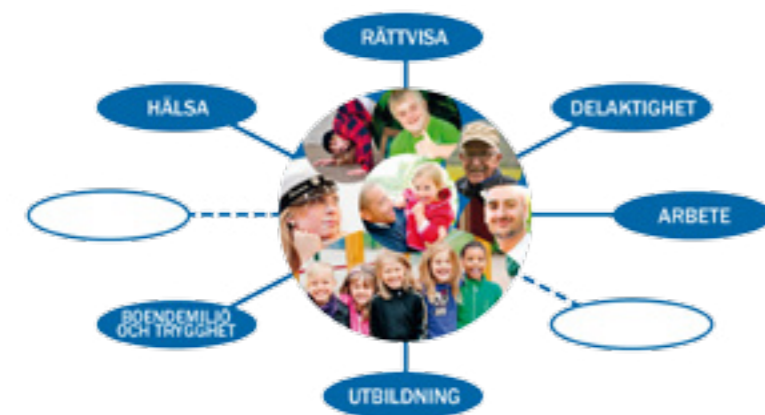 RÄTTVISA
HÄLSA
DELAKTIGHET
ARBETE
BOENDEMILJÖ
OCH TRYGGHET
UTBILDNING